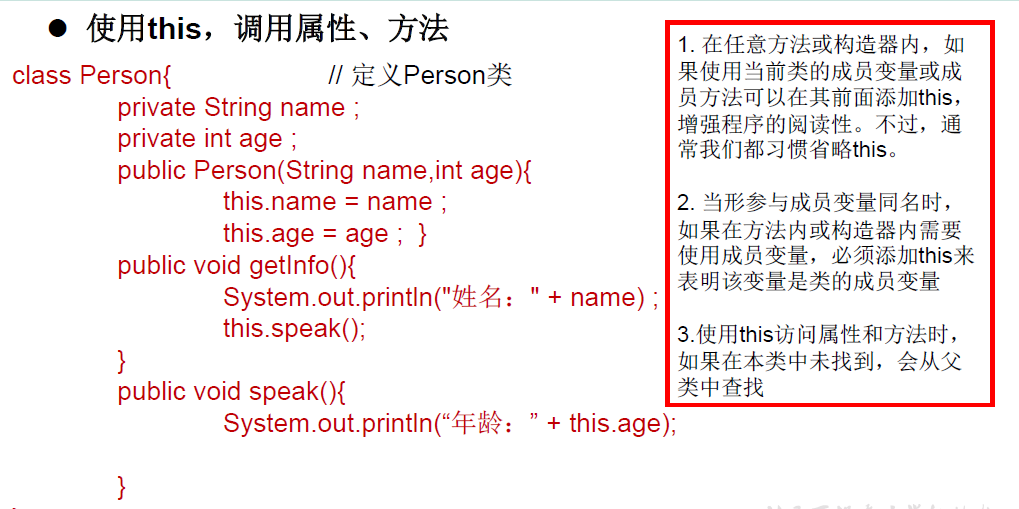 ● 使用this，调用属性、方法
class Person{ // 定义Person类
private String name ;
private int age ;
public Person(String name,int age){
this.name = name ;
this.age = age ; }
public void getInfo(){
System.out.println("姓名：" + name) ;
this.speak();
}
public void speak(){
System.out.println(“年龄：” + this.age);
}
1. 在任意方法或构造器内，如
果使用当前类的成员变量或成
员方法可以在其前面添加this，
增强程序的阅读性。不过，通
常我们都习惯省略this。
2. 当形参与成员变量同名时，
如果在方法内或构造器内需要
使用成员变量，必须添加this来
表明该变量是类的成员变量
3.使用this访问属性和方法时，
如果在本类中未找到，会从父
类中查找